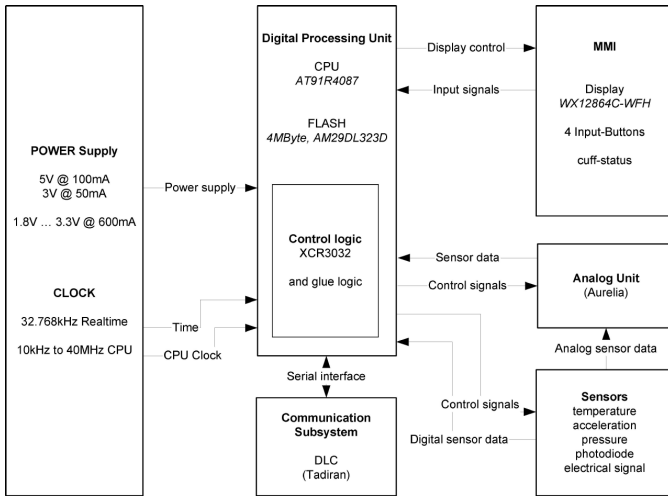 POWER Supply
5V @ 100mA
3V @ 50mA
1.8V ... 3.3V @ 600mA
CLOCK
32.768kHz Realtime
10kHz to 40MHz CPU
Power supply
Time
CPU Clock
Digital Processing Unit
CPU
AT91R4087
FLASH
4MByte, AM29DL323D
Control logic
XCR3032
and glue logic
Serial interface
Communication
Subsystem
DLC
(Tadiran)
Display control
Input signals
Sensor data
Control signals
Control signals
Digital sensor data
MMI
Display
WX12864C-WFH
4 Input-Buttons
cuff-status
Analog Unit
(Aurelia)
Analog sensor data
Sensors
temperature
acceleration
pressure
photodiode
electrical signal